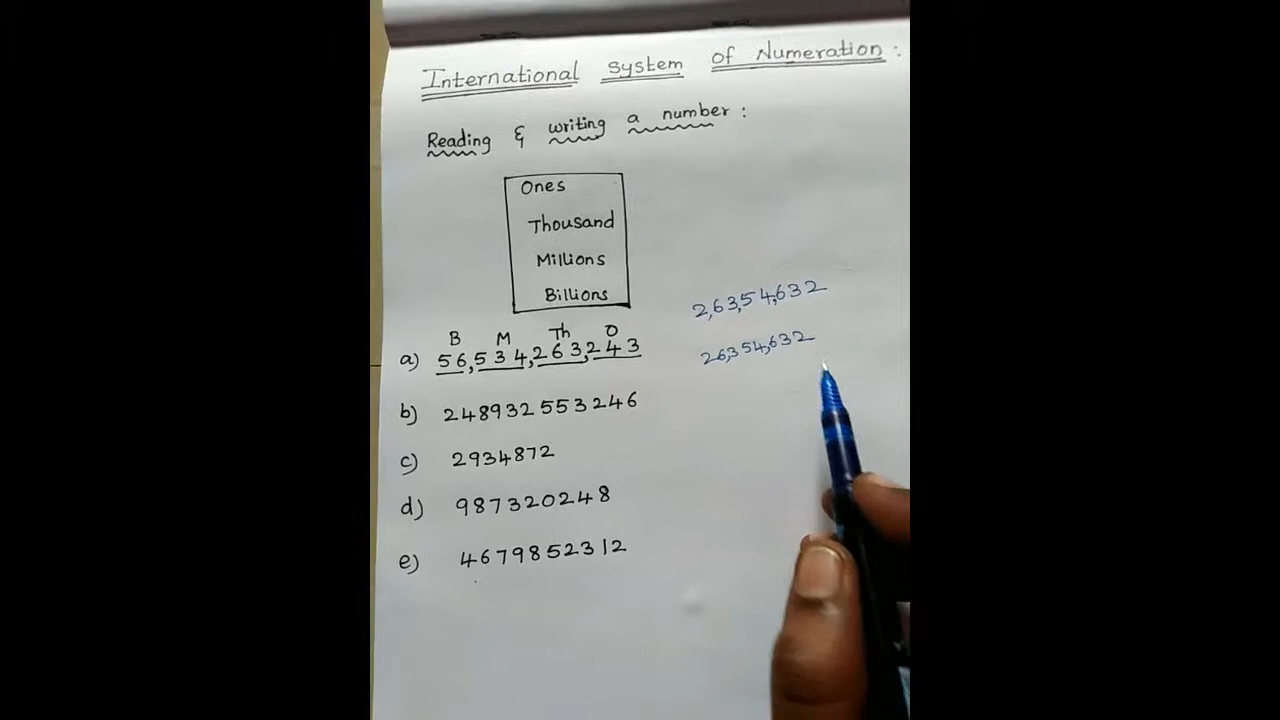 International system of Numeration :
Reading & writing a number :
Ones
Thousand
Millions
Billions
B M Th O
a) 56,534,263,243
b) 248932553246
c) 2934872
d) 987320248
e) 4679852312
2,63,54,632
26,354,632